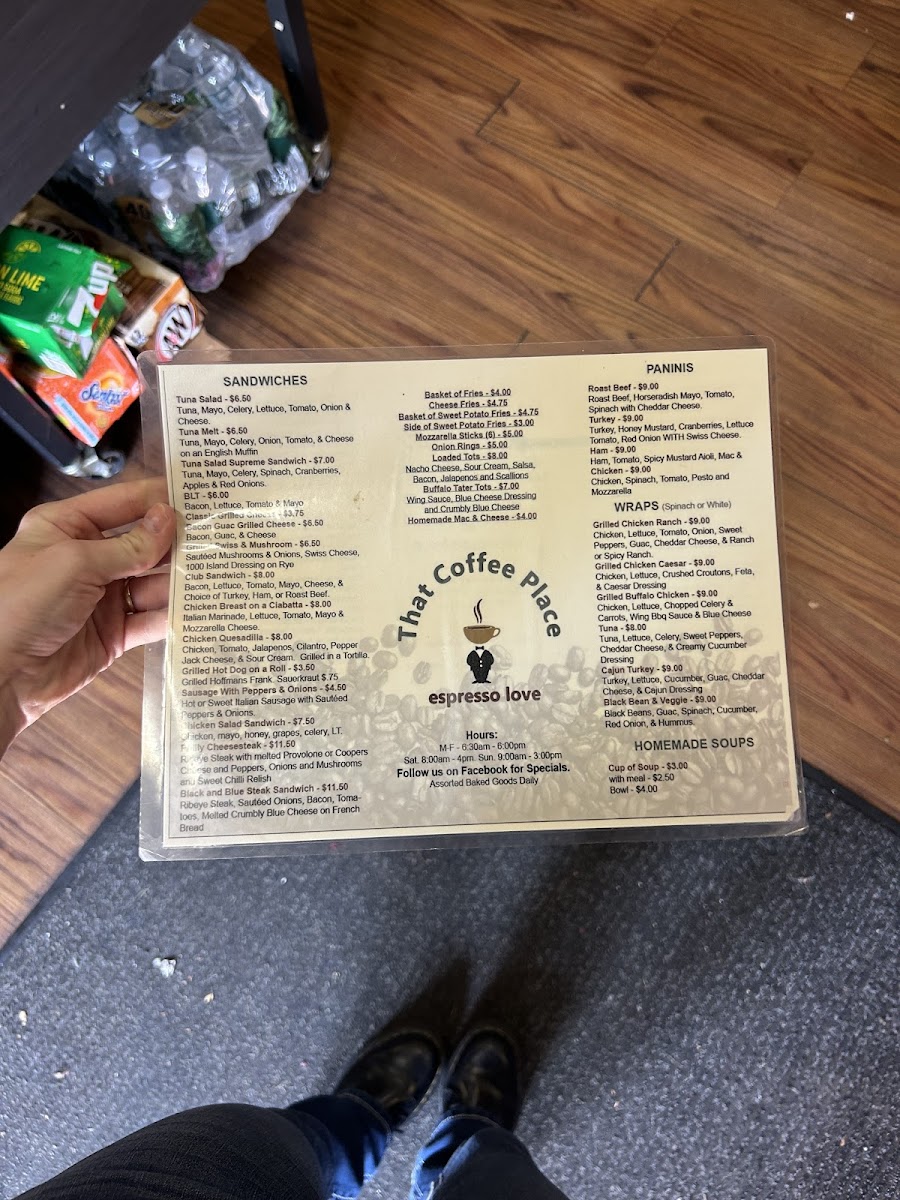 N LIME
7up
A&W
SANDWICHES
Tuna Salad - $6.50
Tuna, Mayo, Celery, Lettuce, Tomato, Onion &
Cheese.
Tuna Melt - $6.50
Tuna, Mayo, Celery, Onion, Tomato, & Cheese
on an English Muffin
Tuna Salad Supreme Sandwich - $7.00
Tuna, Mayo, Celery, Spinach, Cranberries,
Apples & Red Onions.
BLT - $6.00
Bacon, Lettuce, Tomato & Mayo
Classic Grilled Cheese - $3.75
Bacon Guac Grilled Cheese - $6.50
Bacon, Guac, & Cheese
Swiss & Mushroom - $6.50
Sautéed Mushrooms & Onions, Swiss Cheese,
1000 Island Dressing on Rye
Club Sandwich - $8.00
Bacon, Lettuce, Tomato, Mayo, Cheese, &
Choice of Turkey, Ham, or Roast Beef.
Chicken Breast on a Ciabatta - $8.00
Italian Marinade, Lettuce, Tomato, Mayo &
Mozzarella Cheese.
Chicken Quesadilla - $8.00
Chicken, Tomato, Jalapenos, Cilantro, Pepper
Jack Cheese, & Sour Cream. Grilled in a Tortilla.
Grilled Hot Dog on a Roll - $3.50
Grilled Hoffmans Frank. Sauerkraut $.75
Sausage With Peppers & Onions - $4.50
Hot or Sweet Italian Sausage with Sautéed
Peppers & Onions.
Chicken Salad Sandwich - $7.50
Chicken, mayo, honey, grapes, celery, LT.
Philly Cheesesteak - $11.50
Ribeye Steak with melted Provolone or Coopers
Cheese and Peppers, Onions and Mushrooms
and Sweet Chilli Relish
Black and Blue Steak Sandwich - $11.50
Ribeye Steak, Sautéed Onions, Bacon, Toma-
toes, Melted Crumbly Blue Cheese on French
Bread
Basket of Fries - $4.00
Cheese Fries - $4.75
Basket of Sweet Potato Fries - $4.75
Side of Sweet Potato Fries - $3.00
Mozzarella Sticks (6) - $5.00
Onion Rings - $5.00
Loaded Tots - $8.00
Nacho Cheese, Sour Cream, Salsa,
Bacon, Jalapenos and Scallions
Buffalo Tater Tots - $7.00
Wing Sauce, Blue Cheese Dressing
and Crumbly Blue Cheese
Homemade Mac & Cheese - $4.00
That Coffee Place
espresso love
Hours:
M-F - 6:30am - 6:00pm
Sat. 8:00am - 4pm. Sun. 9:00am - 3:00pm
Follow us on Facebook for Specials.
Assorted Baked Goods Daily
PANINIS
Roast Beef - $9.00
Roast Beef, Horseradish Mayo, Tomato,
Spinach with Cheddar Cheese.
Turkey - $9.00
Turkey, Honey Mustard, Cranberries, Lettuce
Tomato, Red Onion WITH Swiss Cheese.
Ham - $9.00
Ham, Tomato, Spicy Mustard Aioli, Mac &
Chicken - $9.00
Chicken, Spinach, Tomato, Pesto and
Mozzarella
WRAPS (Spinach or White)
Grilled Chicken Ranch - $9.00
Chicken, Lettuce, Tomato, Onion, Sweet
Peppers, Guac, Cheddar Cheese, & Ranch
or Spicy Ranch.
Grilled Chicken Caesar - $9.00
Chicken, Lettuce, Crushed Croutons, Feta,
& Caesar Dressing
Grilled Buffalo Chicken - $9.00
Chicken, Lettuce, Chopped Celery &
Carrots, Wing Bbq Sauce & Blue Cheese
Tuna - $8.00
Tuna, Lettuce, Celery, Sweet Peppers,
Cheddar Cheese, & Creamy Cucumber
Dressing
Cajun Turkey - $9.00
Turkey, Lettuce, Cucumber, Guac, Cheddar
Cheese, & Cajun Dressing
Black Bean & Veggie - $9.00
Black Beans, Guac, Spinach, Cucumber,
Red Onion, & Hummus.
HOMEMADE SOUPS
Cup of Soup - $3.00
with meal - $2.50
Bowl - $4.00